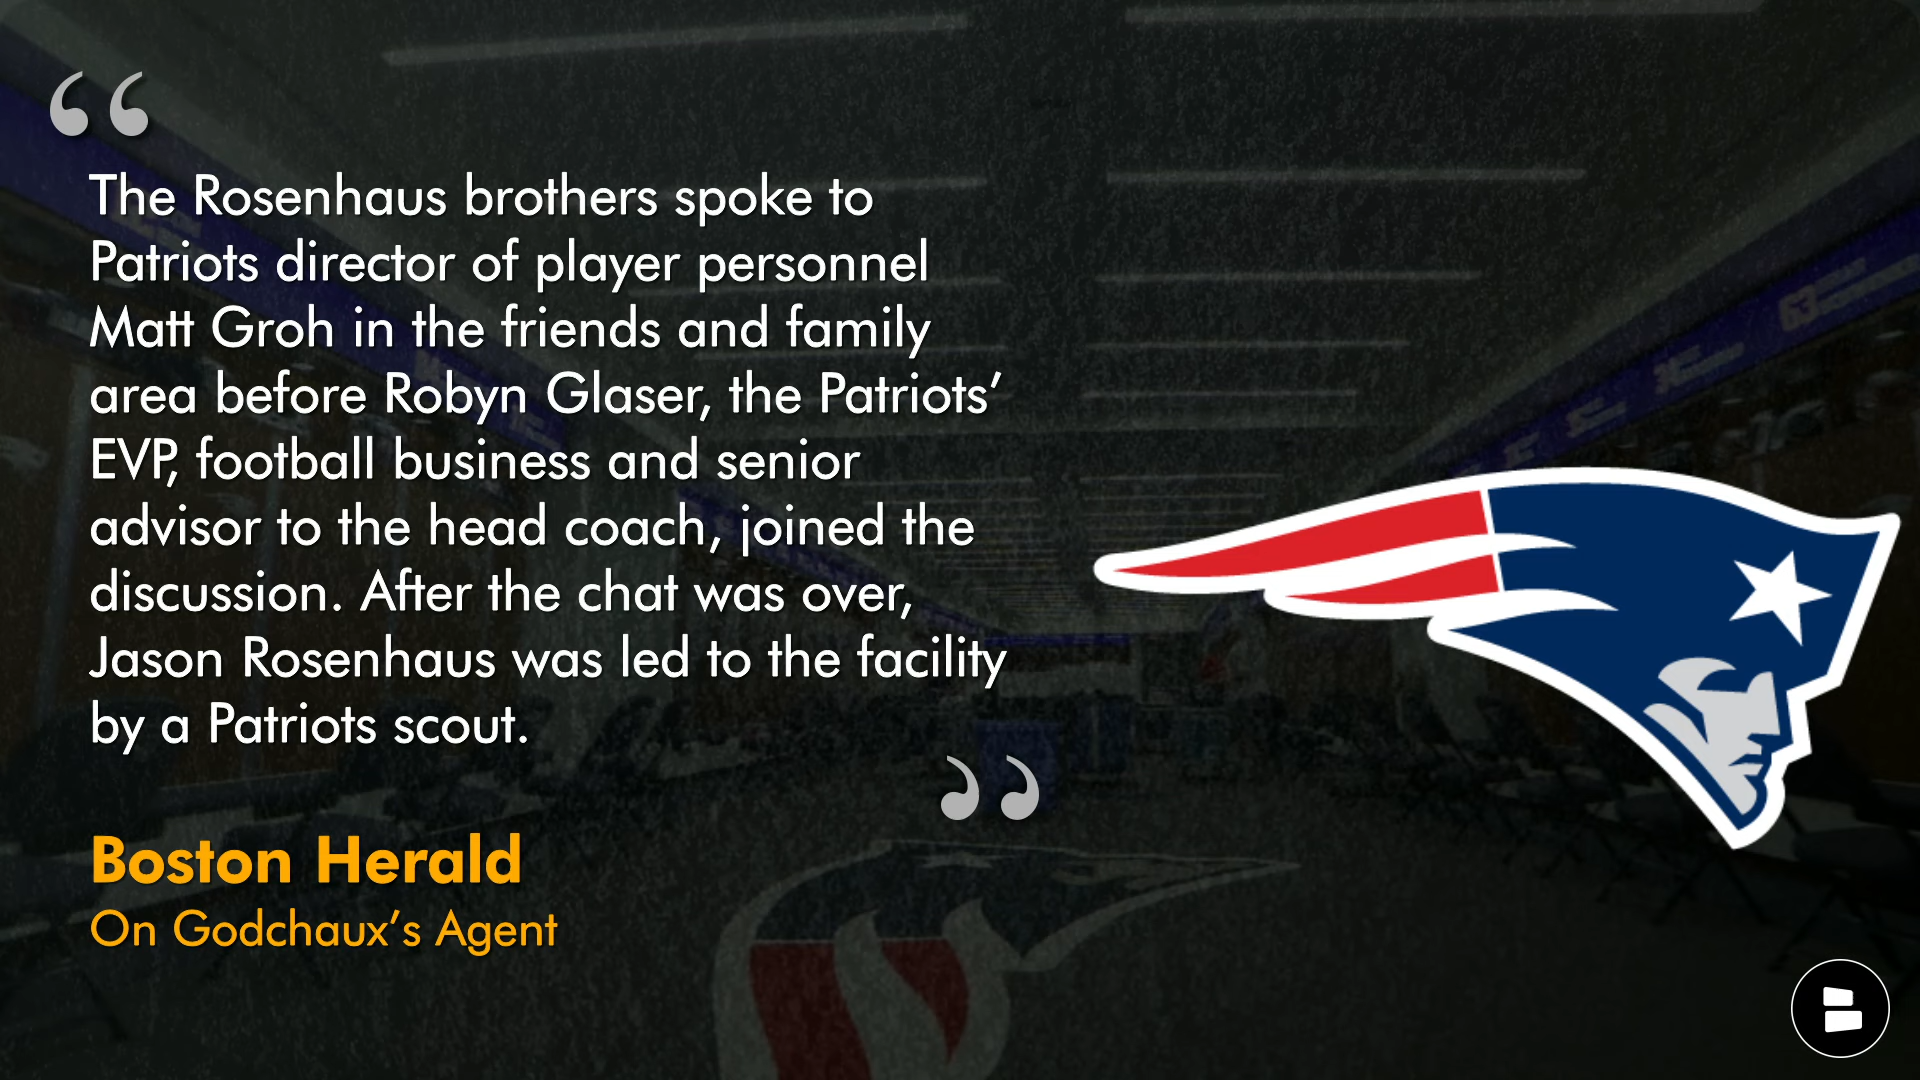 “
The Rosenhaus brothers spoke to
Patriots director of player personnel
Matt Groh in the friends and family
area before Robyn Glaser, the Patriots’
EVP, football business and senior
advisor to the head coach, joined the
discussion. After the chat was over,
Jason Rosenhaus was led to the facility
by a Patriots scout.
”
Boston Herald
On Godchaux’s Agent